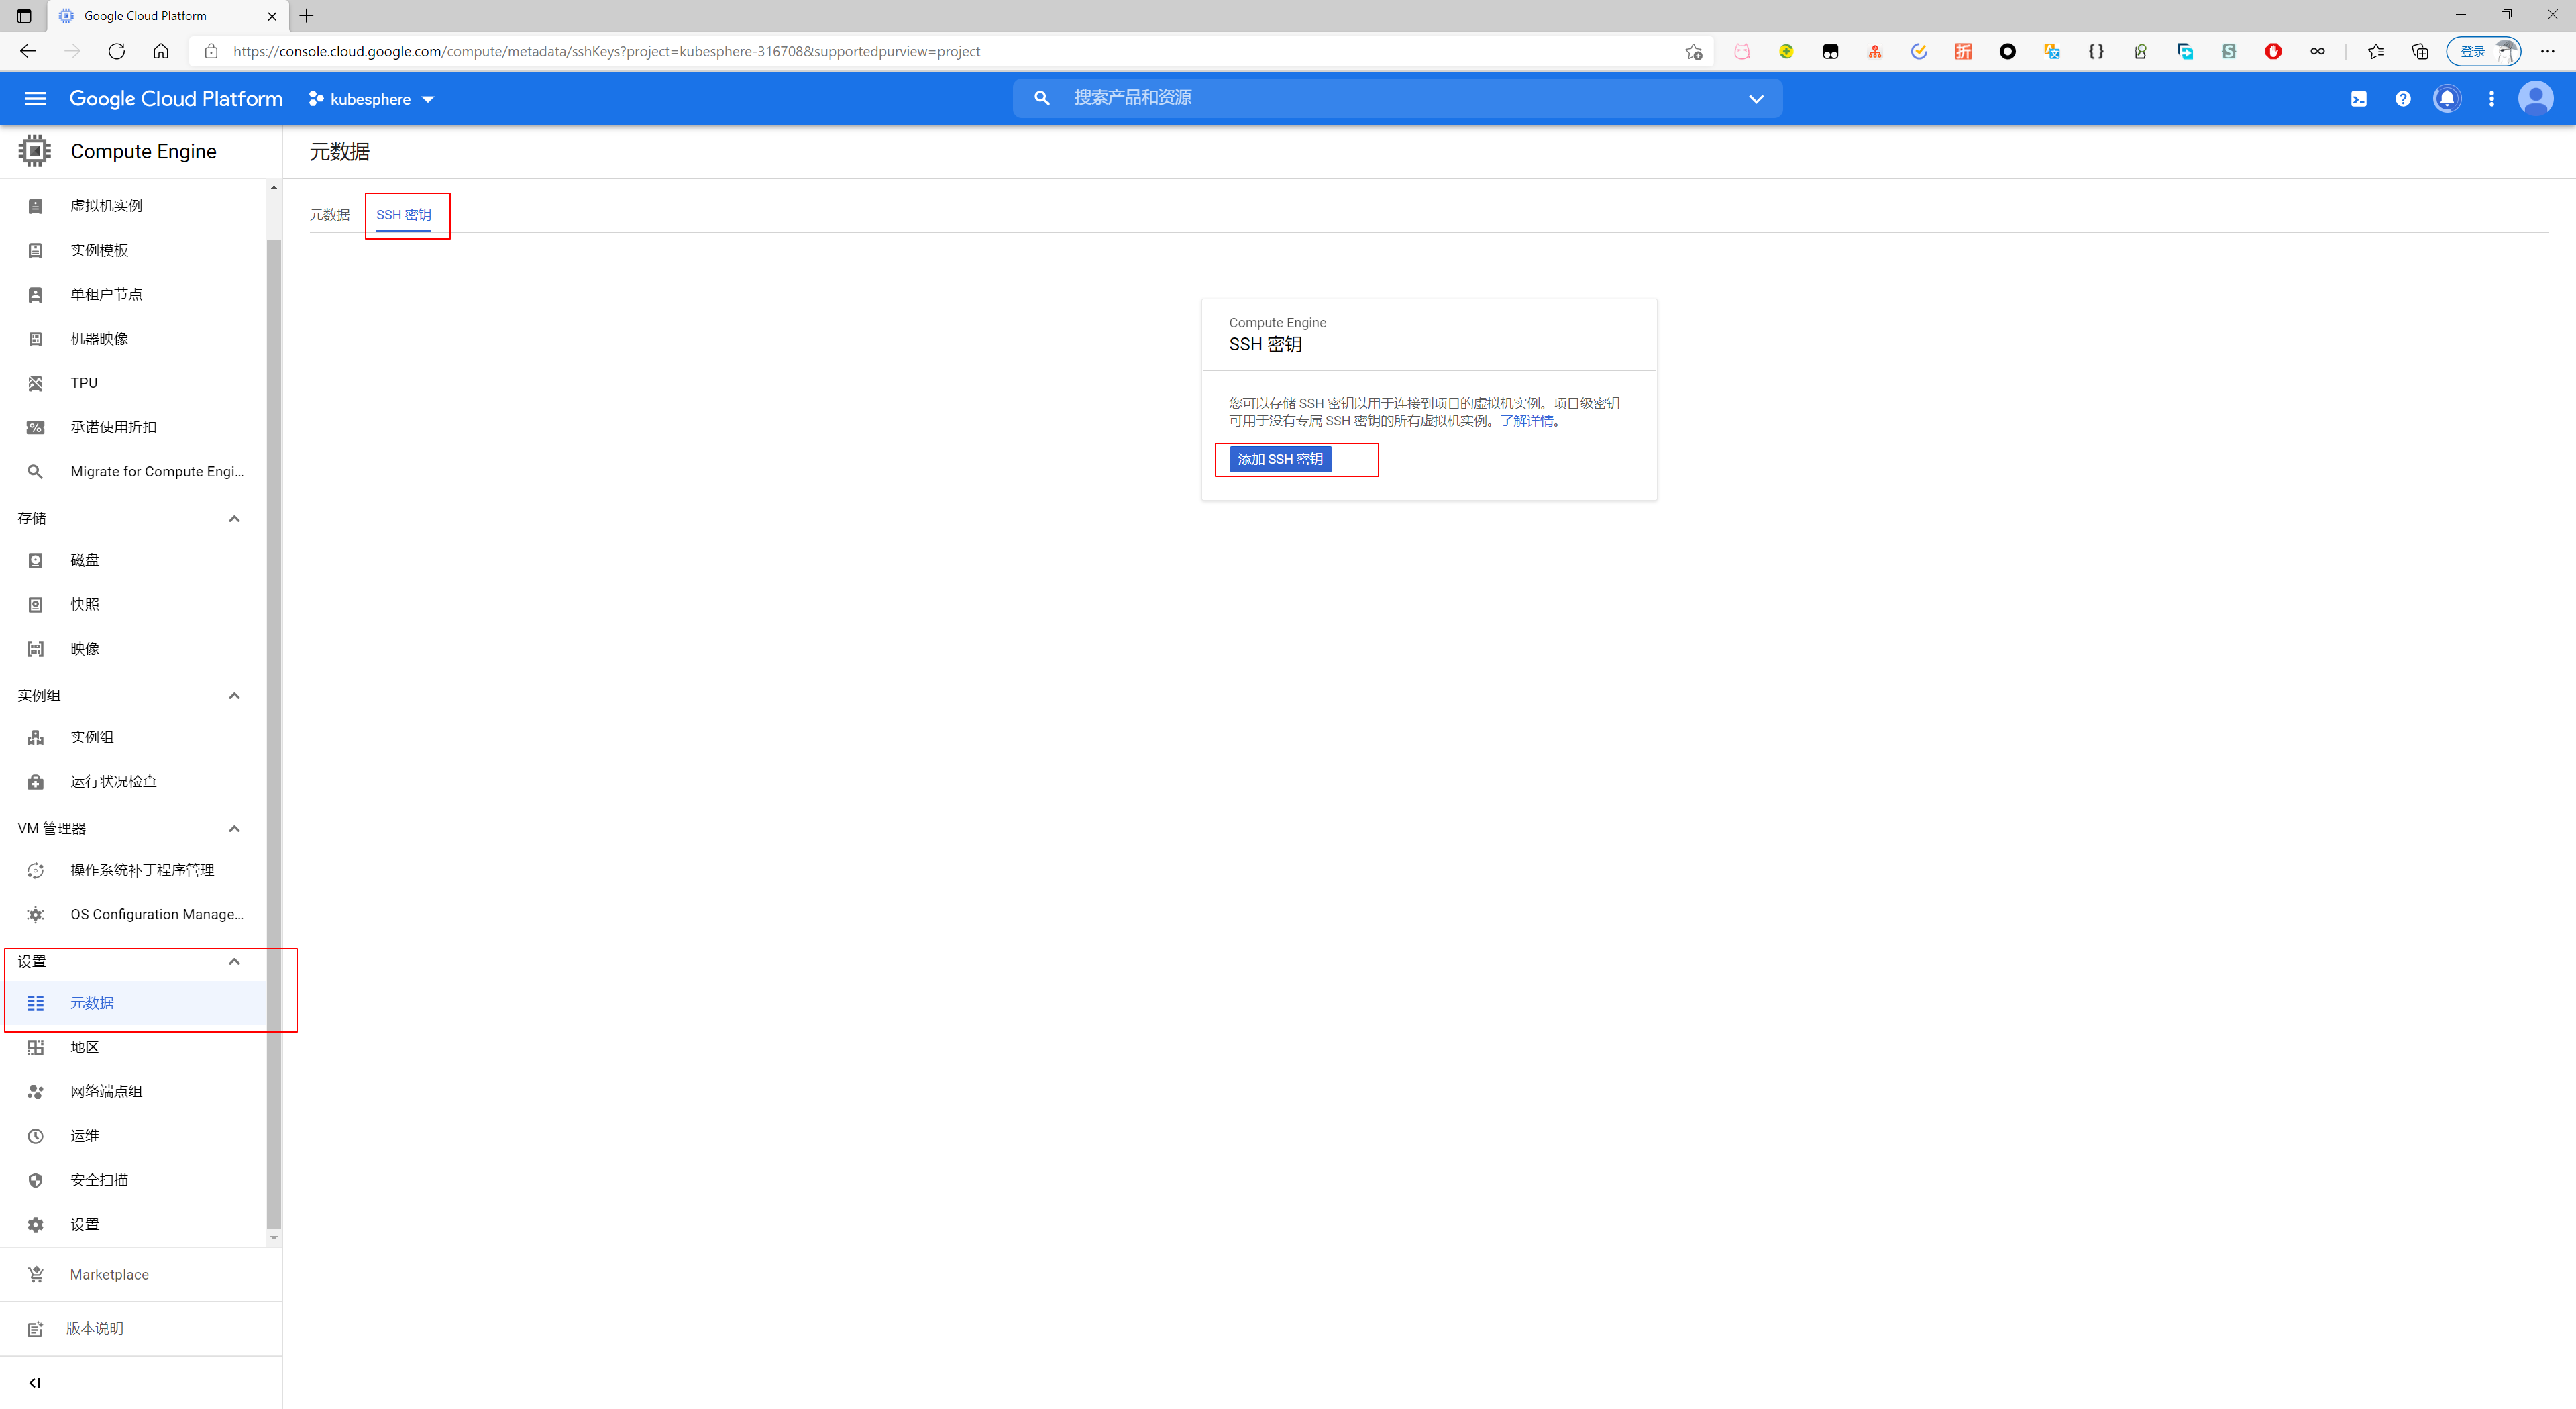 Google Cloud Platform
https://console.cloud.google.com/compute/metadata/sshKeys?project=kubesphere-316708&supportedpurview=project
折
登录
Google Cloud Platform
kubesphere
搜索产品和资源
Compute Engine
元数据
虚拟机实例
实例模板
单租户节点
机器映像
TPU
承诺使用折扣
Migrate for Compute Engi...
存储
磁盘
快照
映像
实例组
实例组
运行状况检查
VM 管理器
操作系统补丁程序管理
OS Configuration Manage...
设置
元数据
地区
网络端点组
运维
安全扫描
设置
Marketplace
版本说明
元数据
SSH 密钥
Compute Engine
SSH 密钥
您可以存储 SSH 密钥以用于连接到项目的虚拟机实例。项目级密钥
可用于没有专属 SSH 密钥的所有虚拟机实例。了解详情。
添加 SSH 密钥